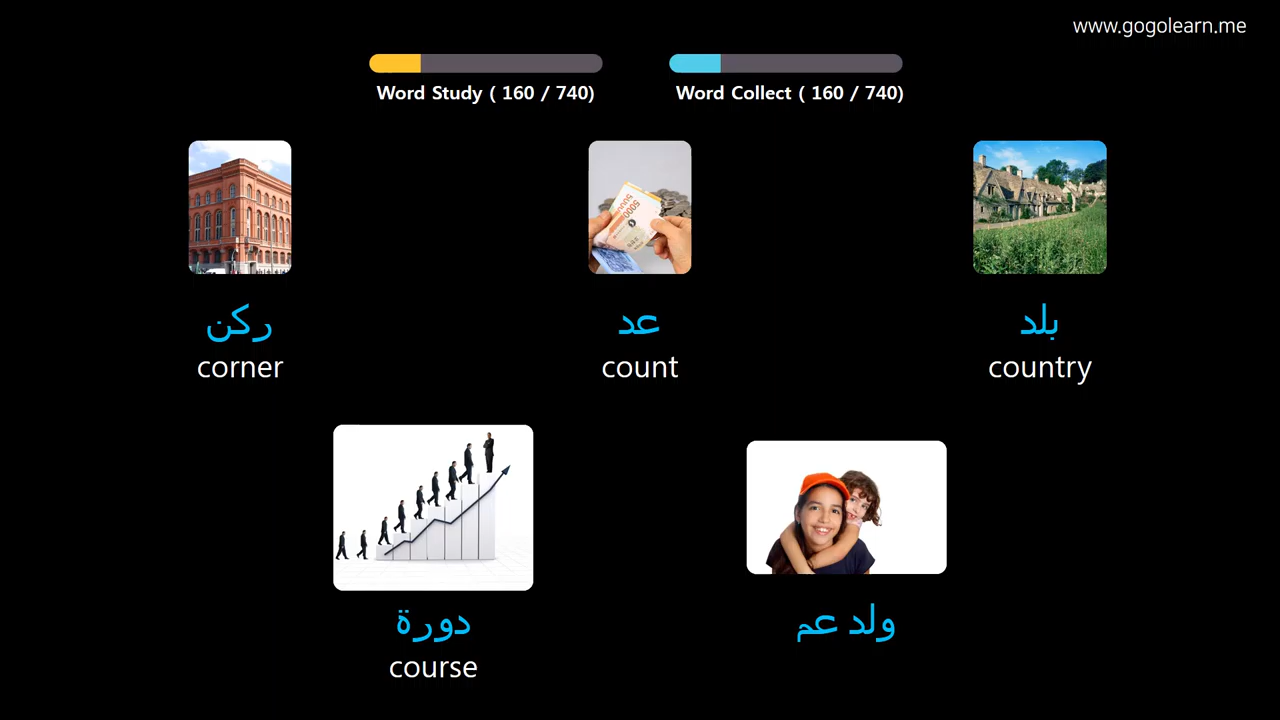 www.gogolearn.me
Word Study ( 160 / 740)
Word Collect ( 160 / 740)
ركن
corner
عد
count
بلد
country
دورة
course
ولد عم